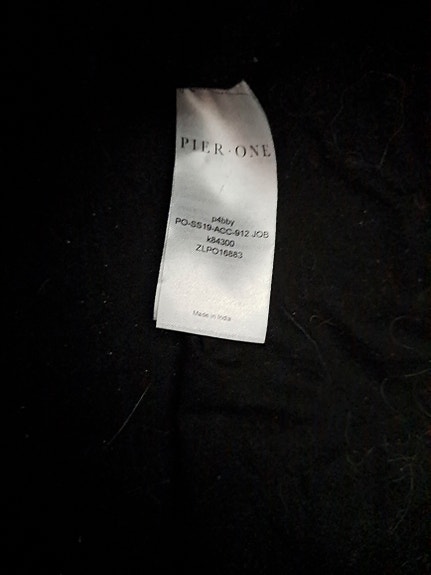 PIER·ONE
p4bby
PO-SS19-ACC-912 JOB
k84300
ZLPO16883
Made in India